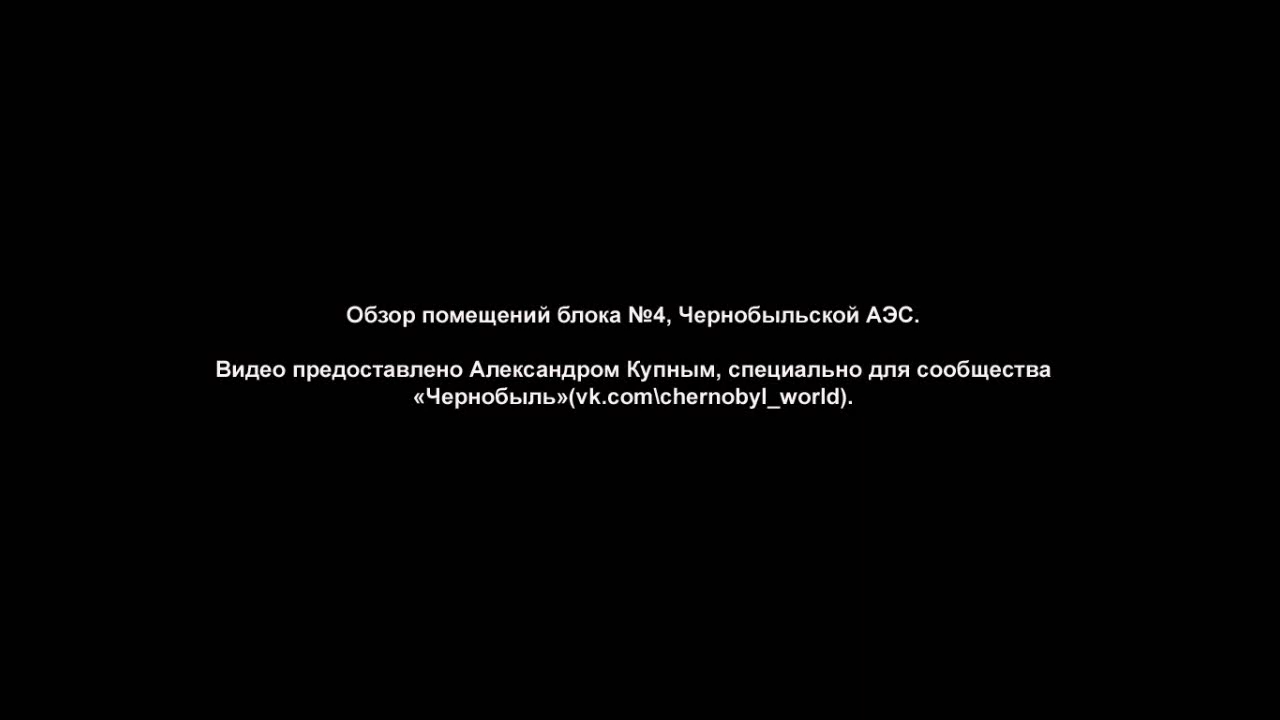 Обзор помещений блока №4, Чернобыльской АЭС.
Видео предоставлено Александром Купным, специально для сообщества
«Чернобыль»(vk.com\chernobyl_world).